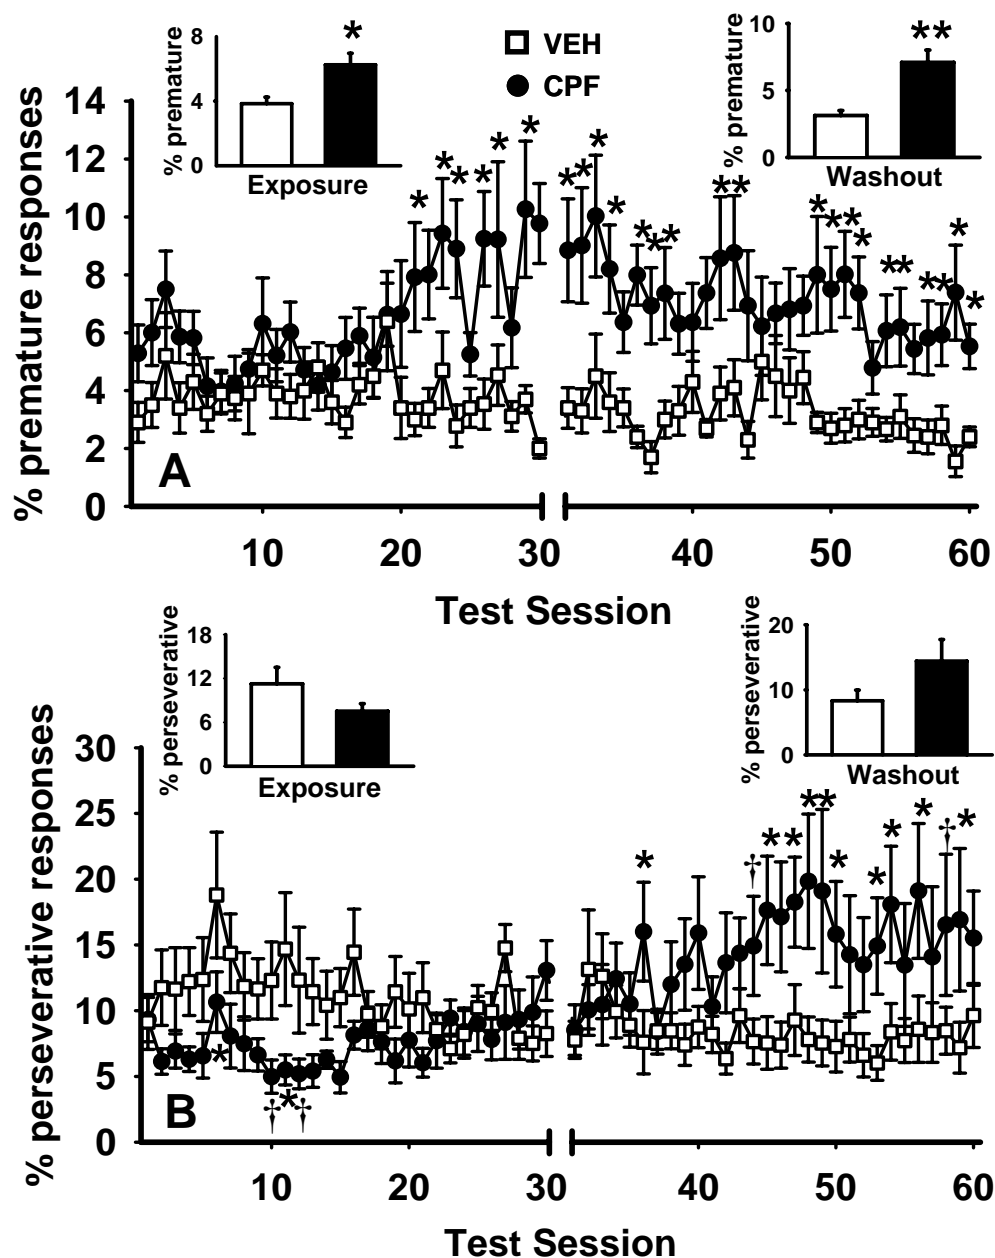 8
4
0
% premature
*
Exposure
VEH
CPF
10
5
0
% premature
**
Washout
% premature responses
14
12
10
8
6
4
2
0
* * * * * * *
* * * * * * * ** * * * * ** ** * *
A
10 20 30 40 50 60
Test Session
18
12
6
0
% perseverative
Exposure
20
10
0
% perseverative
Washout
% perseverative responses
30
25
20
15
10
5
0
*
† * †
* † * * ** * * * * † *
B
10 20 30 40 50 60
Test Session